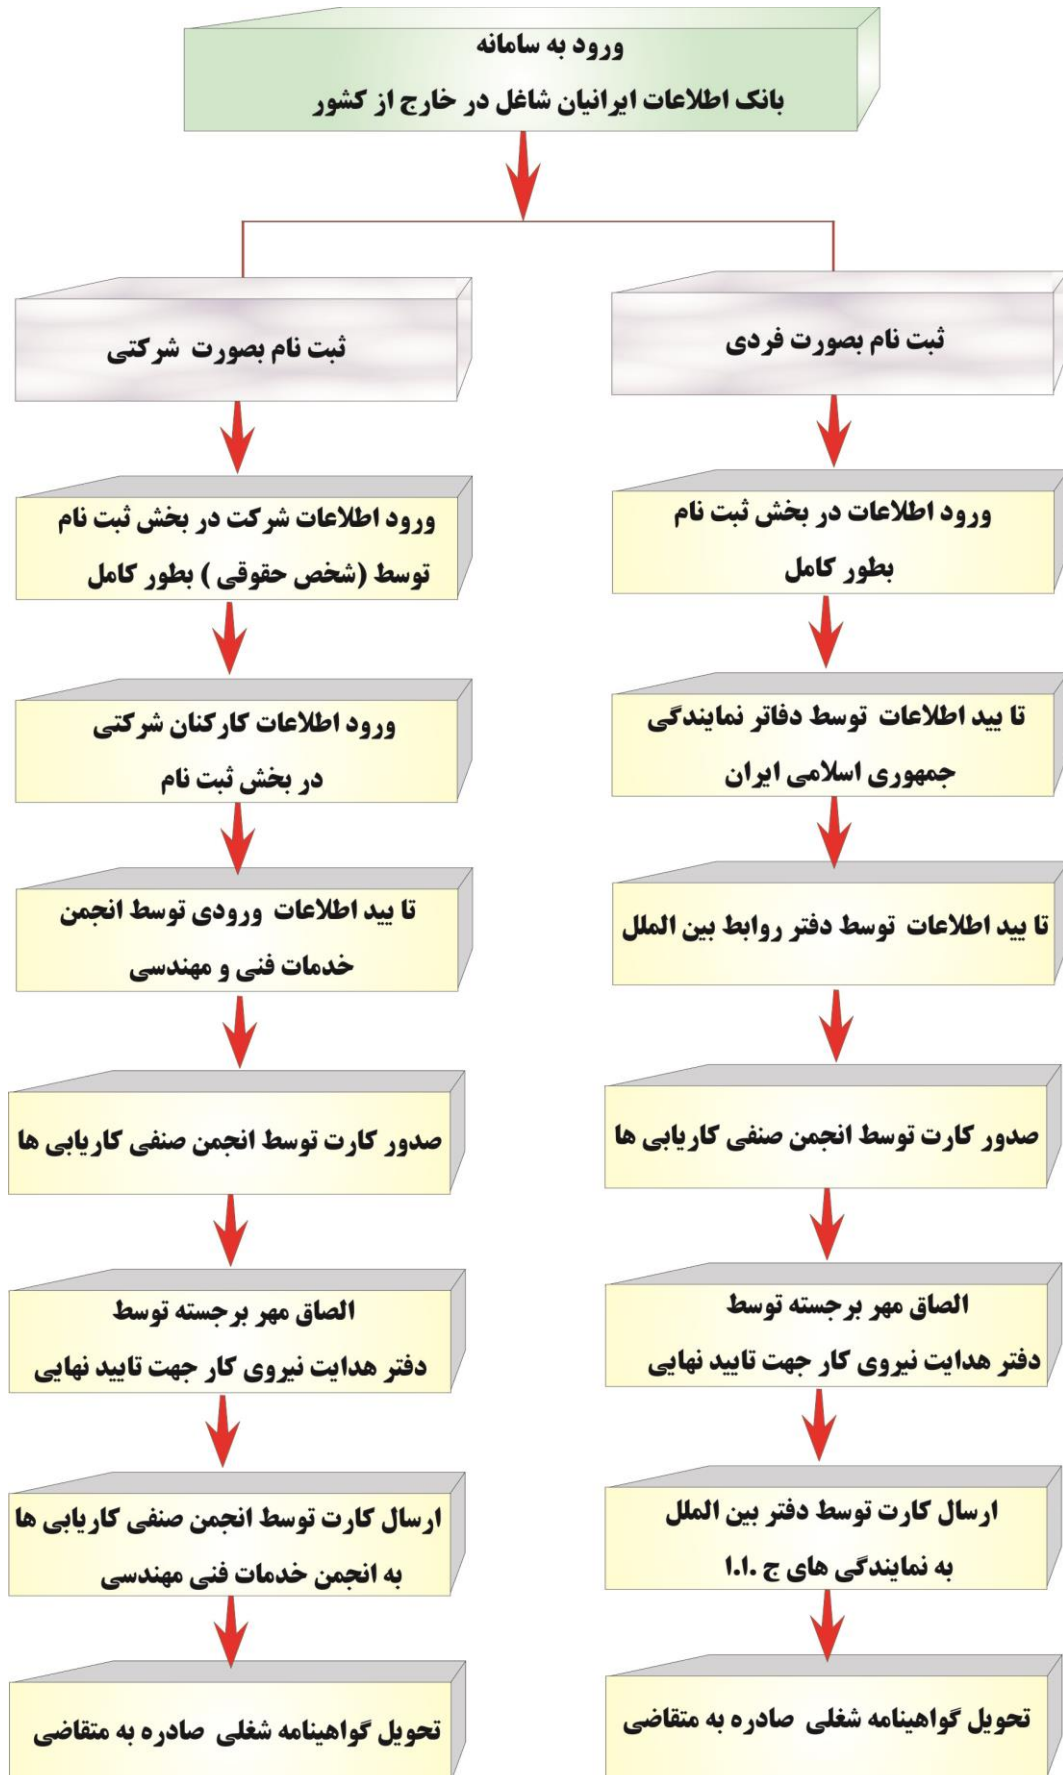 ورود به سامانه
بانک اطلاعات ایرانیان شاغل در خارج از کشور
ثبت نام بصورت فردی
ورود اطلاعات در بخش ثبت نام
بطور کامل
تا یید اطلاعات توسط دفاتر نمایندگی
جمهوری اسلامی ایران
تا یید اطلاعات توسط دفتر روابط بین الملل
صدور کارت توسط انجمن صنفی کاریابی ها
الصاق مهر برجسته توسط
دفتر هدایت نیروی کار جهت تایید نهایی
ارسال کارت توسط دفتر بین الملل
به نمایندگی های ج .ا.ا
تحویل گواهینامه شغلی صادره به متقاضی
ثبت نام بصورت شرکتی
ورود اطلاعات شرکت در بخش ثبت نام
توسط (شخص حقوقی ) بطور کامل
ورود اطلاعات کارکنان شرکتی
در بخش ثبت نام
تا یید اطلاعات ورودی توسط انجمن
خدمات فنی و مهندسی
صدور کارت توسط انجمن صنفی کاریابی ها
الصاق مهر برجسته توسط
دفتر هدایت نیروی کار جهت تایید نهایی
ارسال کارت توسط انجمن صنفی کاریابی ها
به انجمن خدمات فنی مهندسی
تحویل گواهینامه شغلی صادره به متقاضی